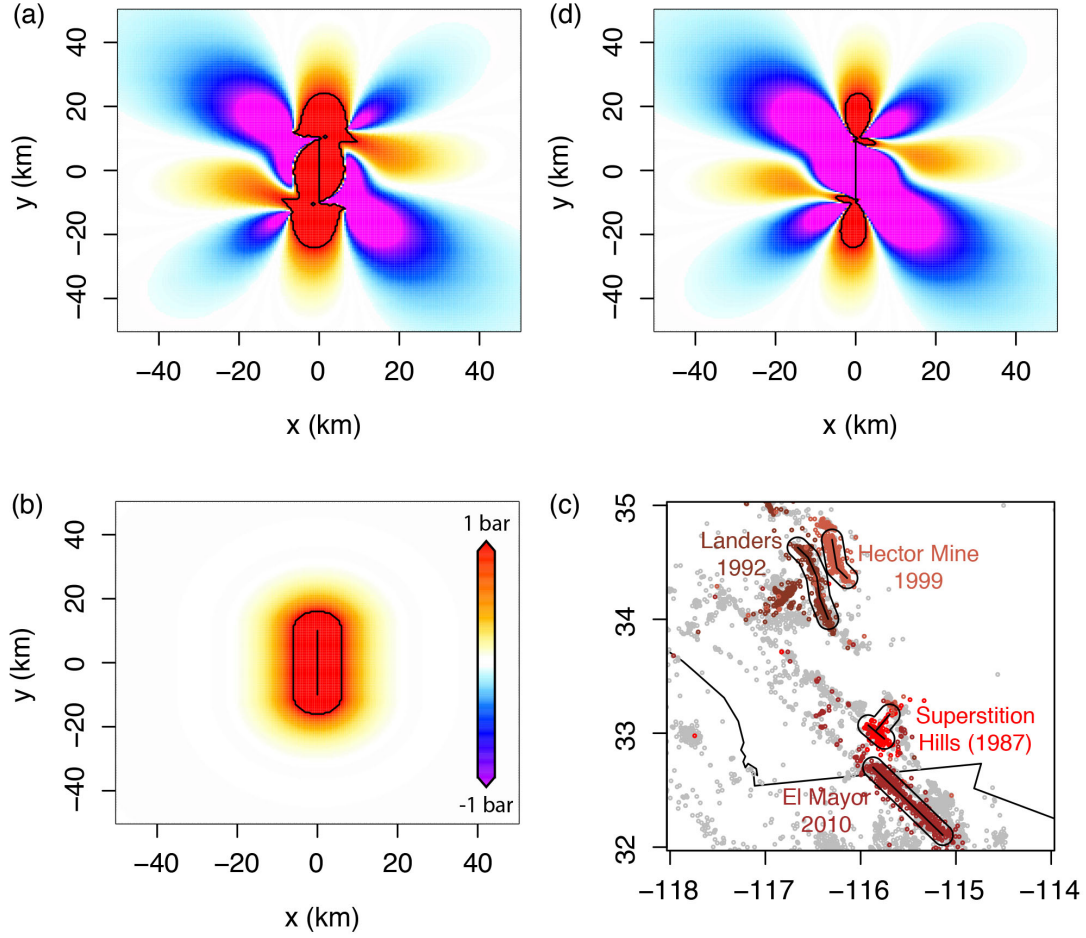 (a)
y (km)
40
20
0
−20
−40
−40 −20 0 20 40
x (km)
(d)
y (km)
40
20
0
−20
−40
−40 −20 0 20 40
x (km)
(b)
y (km)
40
20
0
−20
−40
−40 −20 0 20 40
x (km)
1 bar
-1 bar
(c)
35
34
33
32
Landers
1992
Hector Mine
1999
Superstition
Hills (1987)
El Mayor
2010
−118 −117 −116 −115 −114